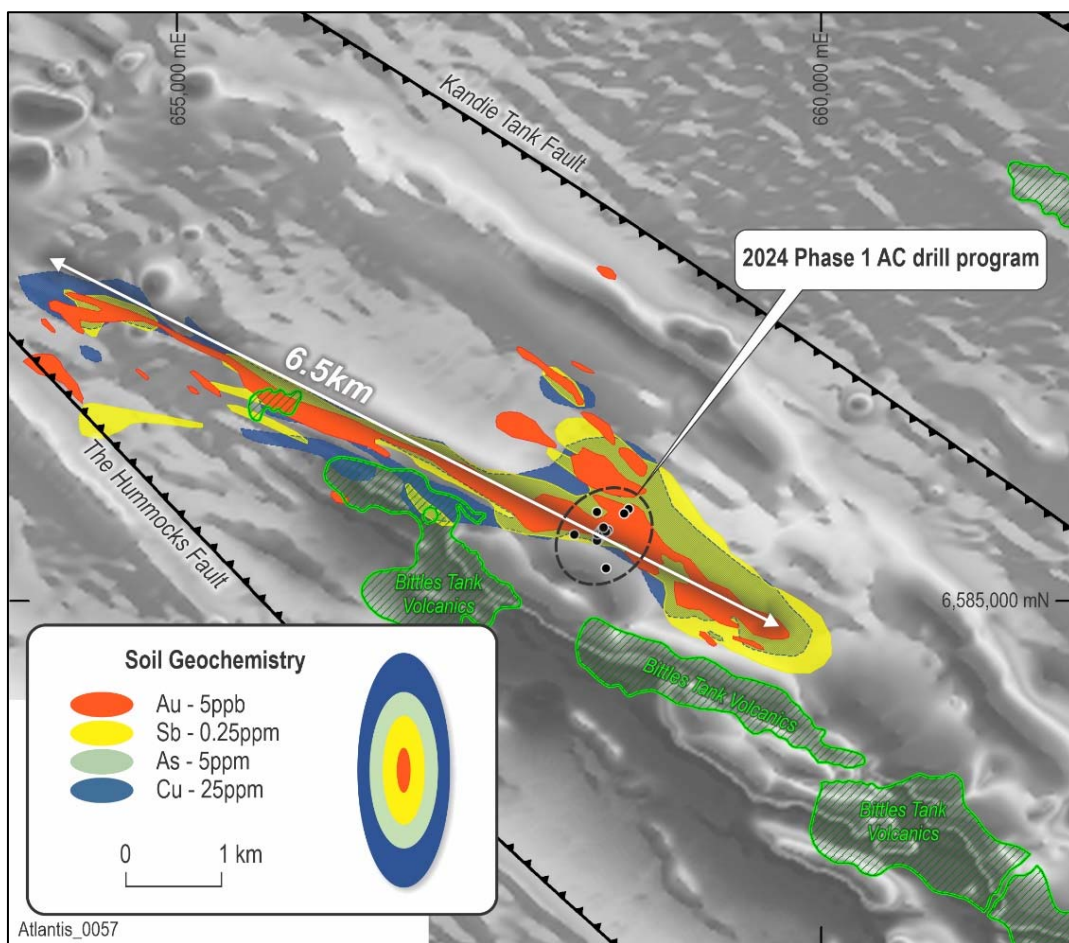 655,000 mE
660,000 mE
Kandie Tank Fault
2024 Phase 1 AC drill program
6.5km
The Hummocks Fault
Bittles Tank
Volcanics
6,585,000 mN
Bittles Tank Volcanics
Bittles Tank
Volcanics
Soil Geochemistry
Au - 5ppb
Sb - 0.25ppm
As - 5ppm
Cu - 25ppm
0 1 km
Atlantis_0057